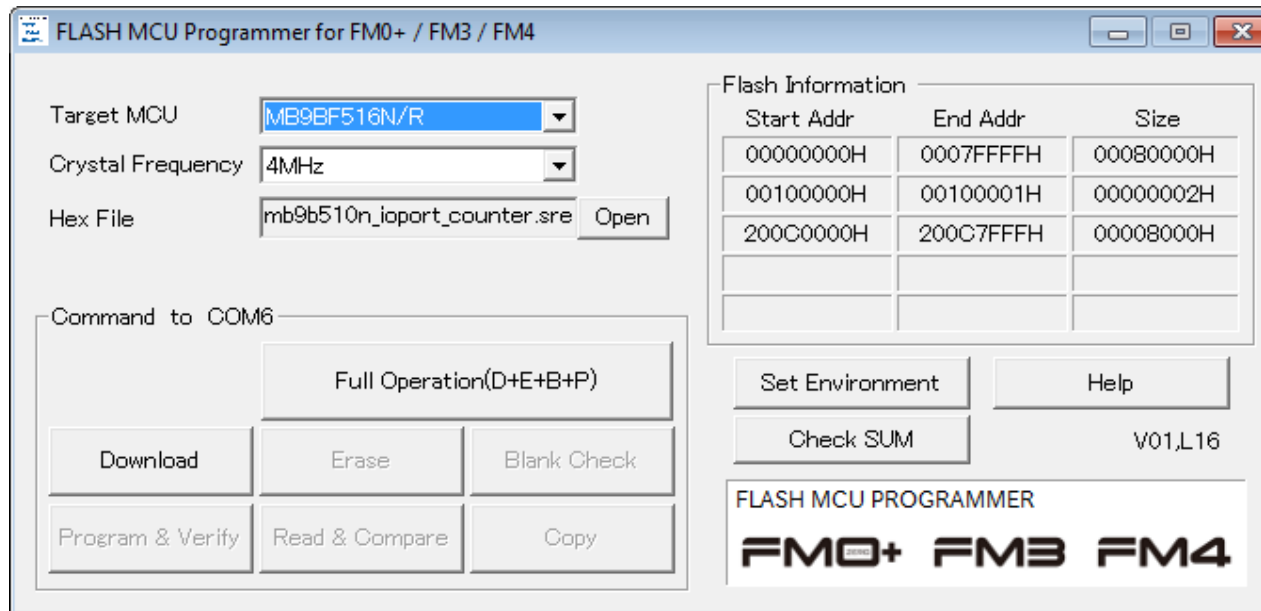 FLASH MCU Programmer for FM0+ / FM3 / FM4
Target MCU MB9BF516N/R
Crystal Frequency 4MHz
Hex File mb9b510n_ioport_counter.sre Open
Flash Information
Start Addr End Addr Size
00000000H 0007FFFFH 00080000H
00100000H 00100001H 00000002H
200C0000H 200C7FFFH 00008000H
Command to COM6
Full Operation(D+E+B+P)
Download Erase Blank Check
Program & Verify Read & Compare Copy
Set Environment Help
Check SUM V01,L16
FLASH MCU PROGRAMMER
FM0+ FM3 FM4